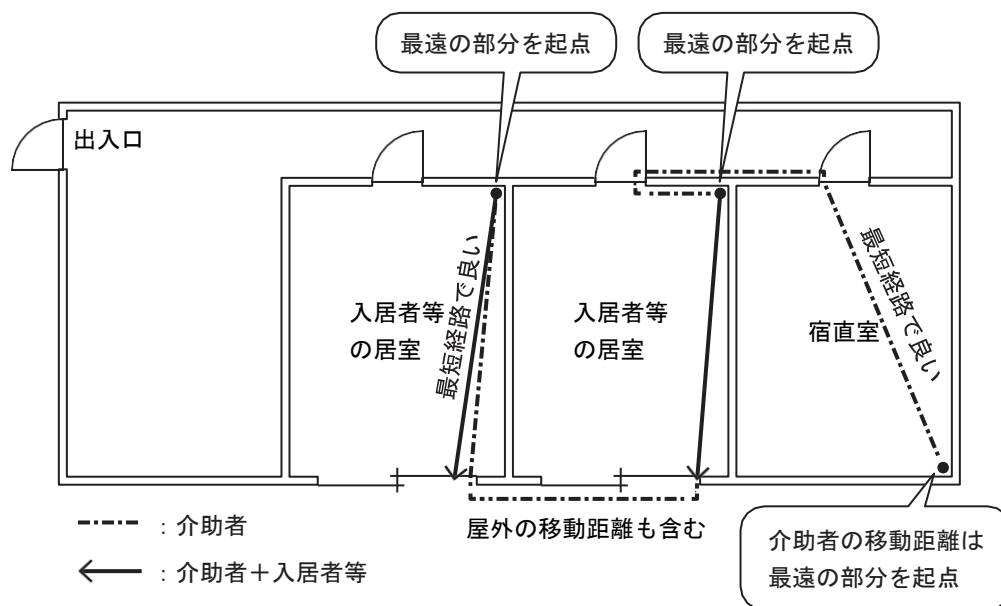 最遠の部分を起点
最遠の部分を起点
出入口
最短経路で良い
入居者等
の居室
入居者等
の居室
最短経路で良い
宿直室
屋外の移動距離も含む
介助者の移動距離は
最遠の部分を起点
：介助者
：介助者＋入居者等